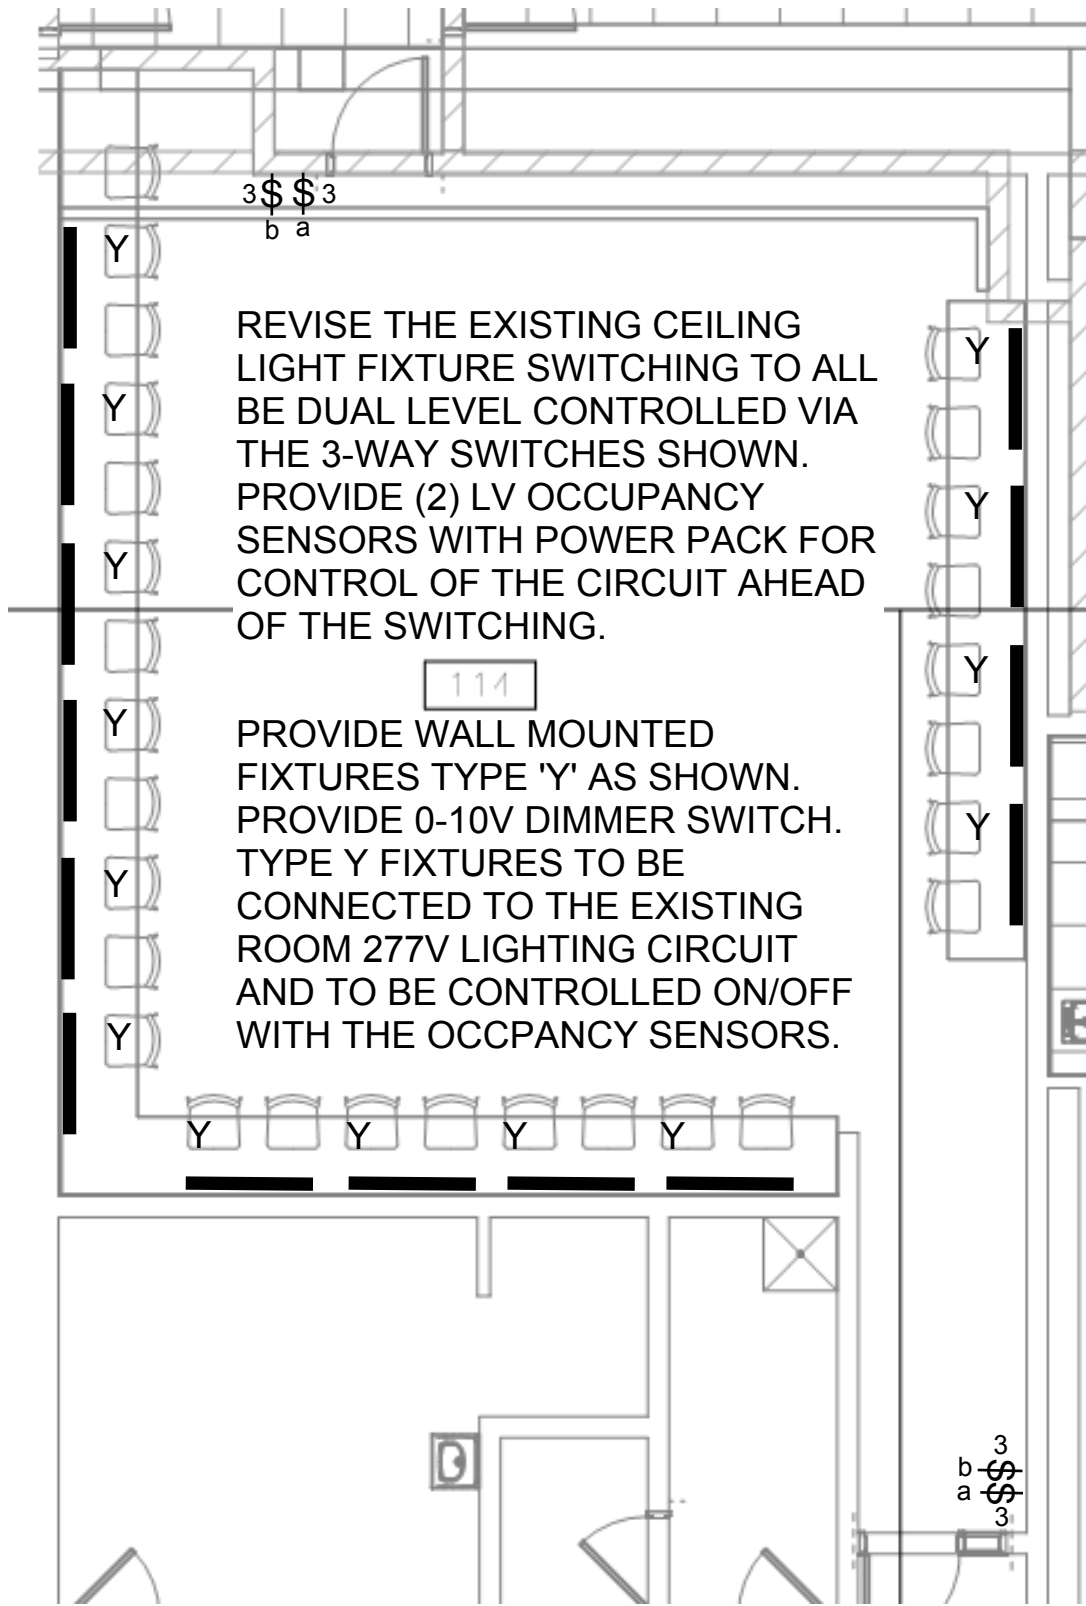 3 $ $ 3
b a
Y
REVISE THE EXISTING CEILING
LIGHT FIXTURE SWITCHING TO ALL
BE DUAL LEVEL CONTROLLED VIA
THE 3-WAY SWITCHES SHOWN.
PROVIDE (2) LV OCCUPANCY
SENSORS WITH POWER PACK FOR
CONTROL OF THE CIRCUIT AHEAD
OF THE SWITCHING.
114
PROVIDE WALL MOUNTED
FIXTURES TYPE 'Y' AS SHOWN.
PROVIDE 0-10V DIMMER SWITCH.
TYPE Y FIXTURES TO BE
CONNECTED TO THE EXISTING
ROOM 277V LIGHTING CIRCUIT
AND TO BE CONTROLLED ON/OFF
WITH THE OCCPANCY SENSORS.
Y
Y
Y
Y
Y
Y
Y
Y
Y
Y Y Y Y
3
b $
a $
3